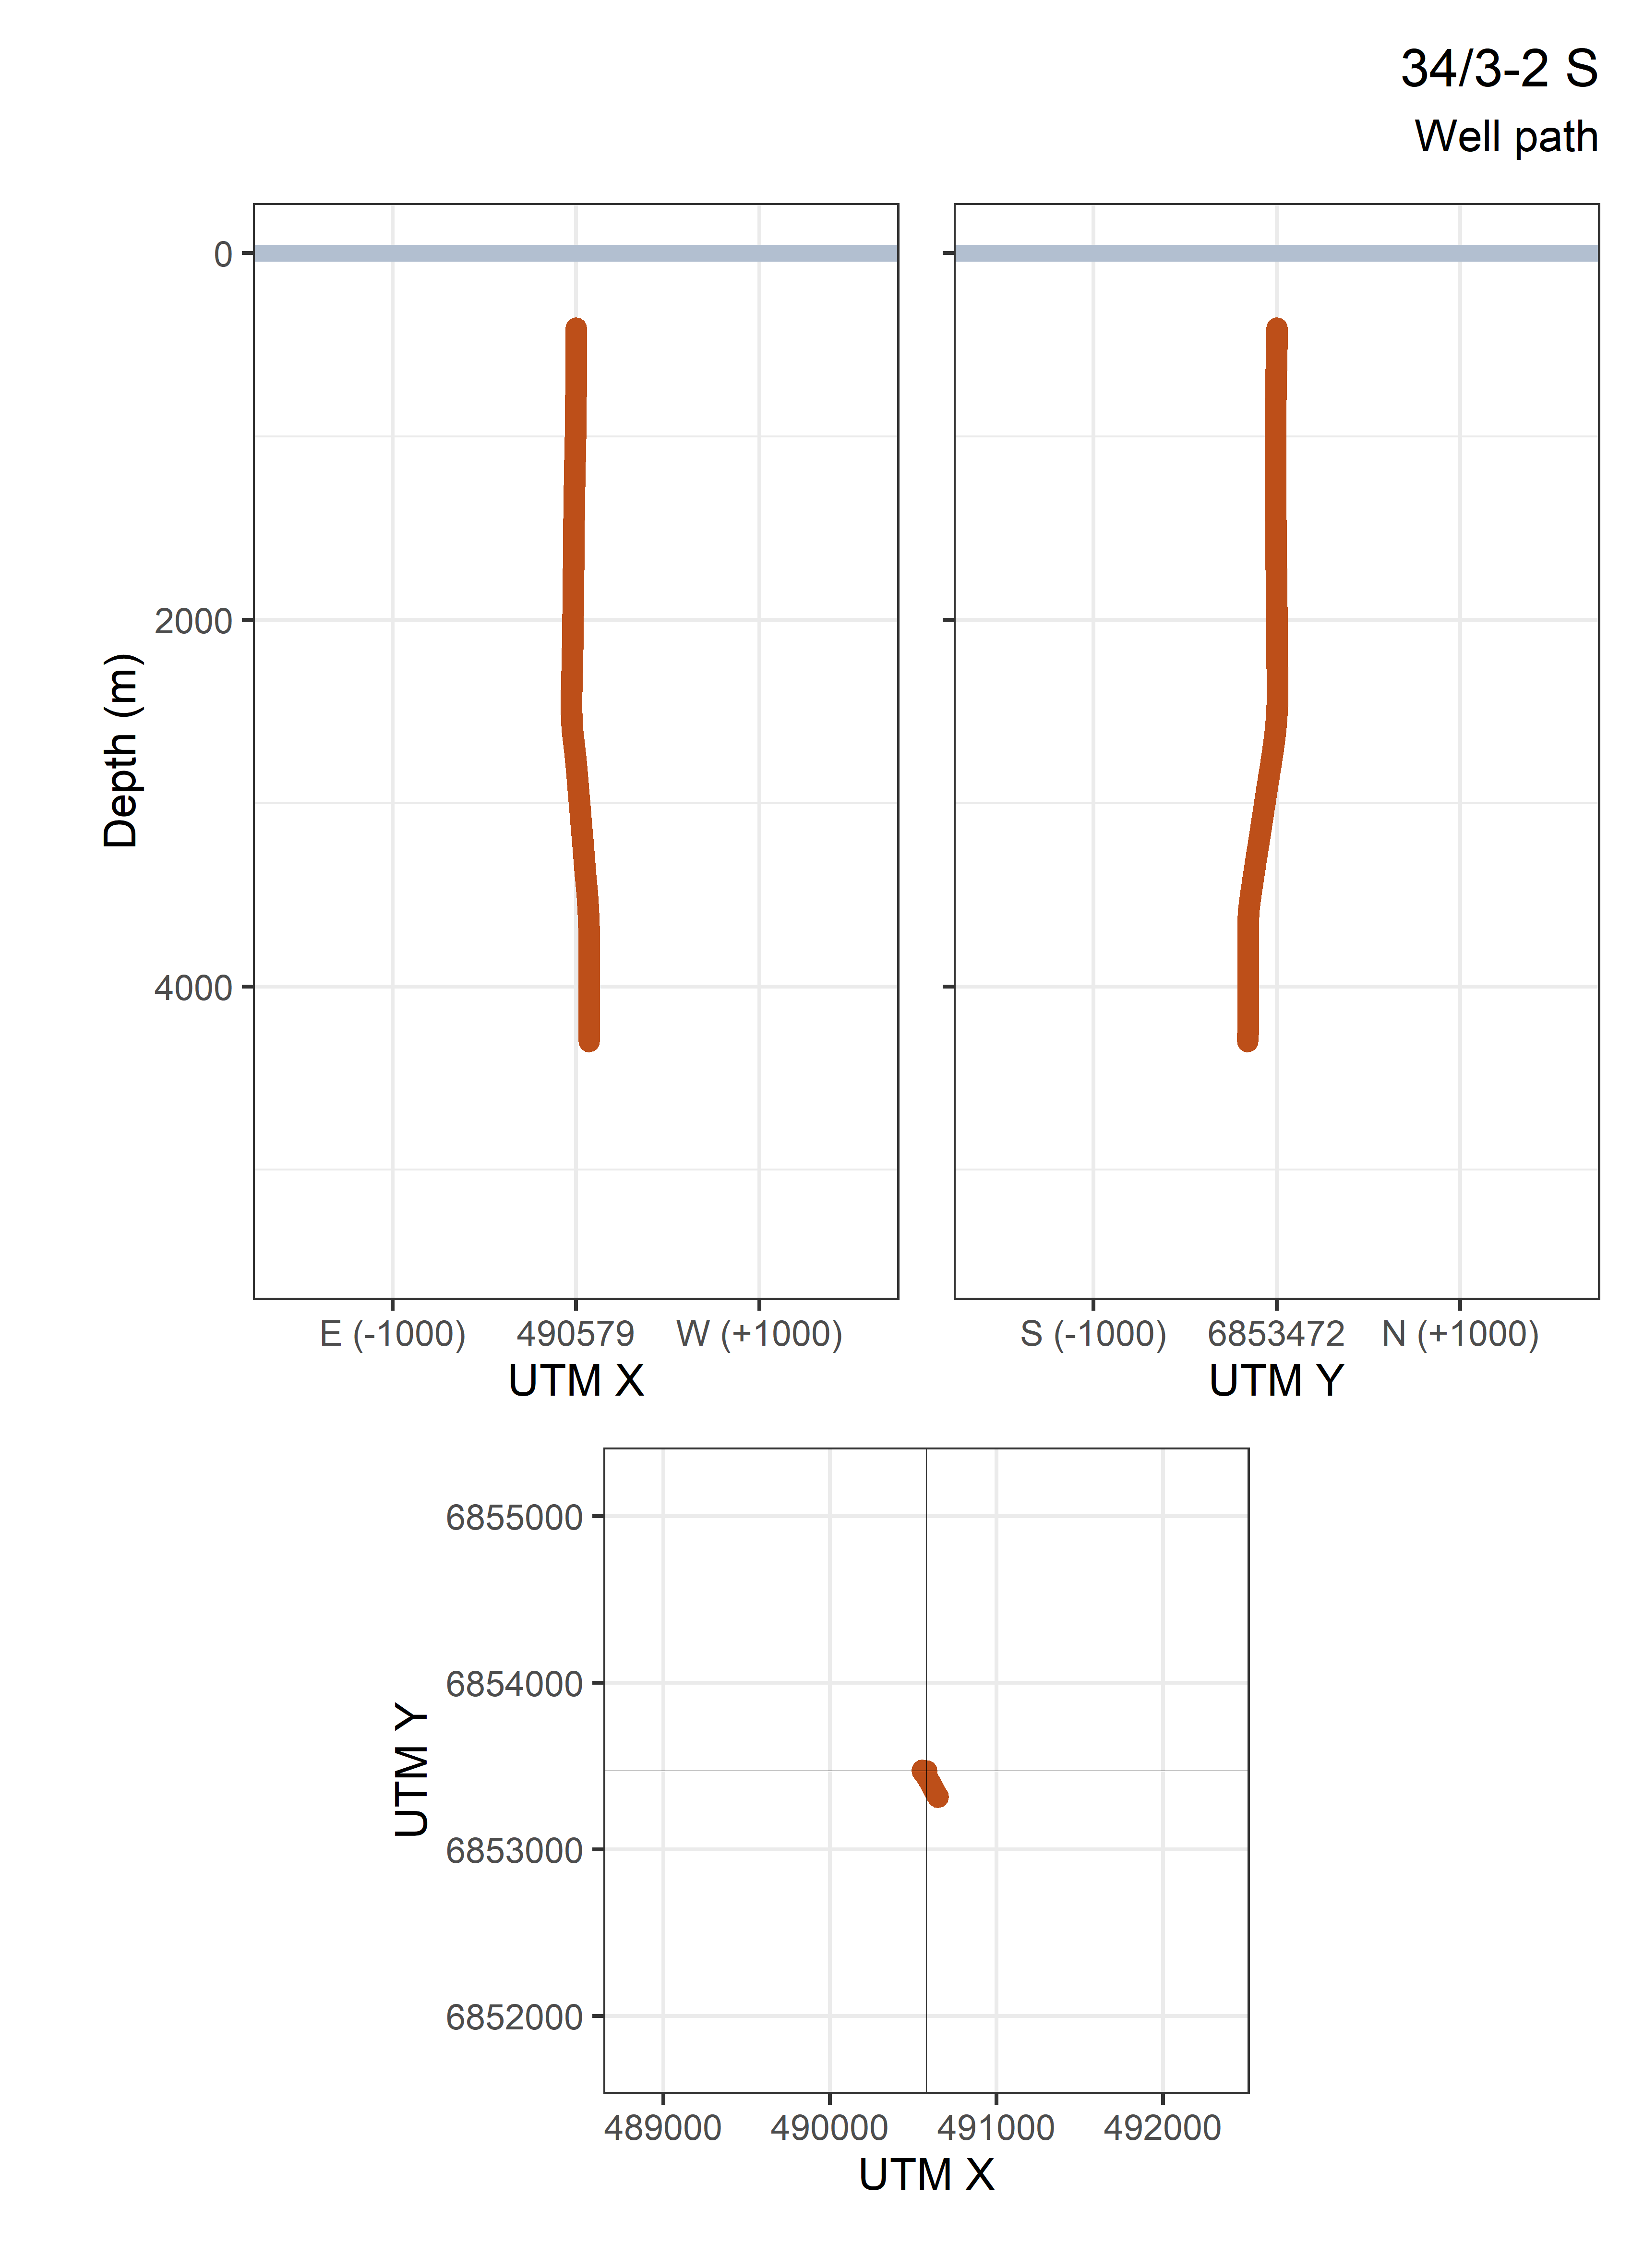 34/3-2 S
Well path
Depth (m)
0
2000
4000
E (-1000) 490579 W (+1000)
UTM X
S (-1000) 6853472 N (+1000)
UTM Y
UTM Y
6855000
6854000
6853000
6852000
489000 490000 491000 492000
UTM X